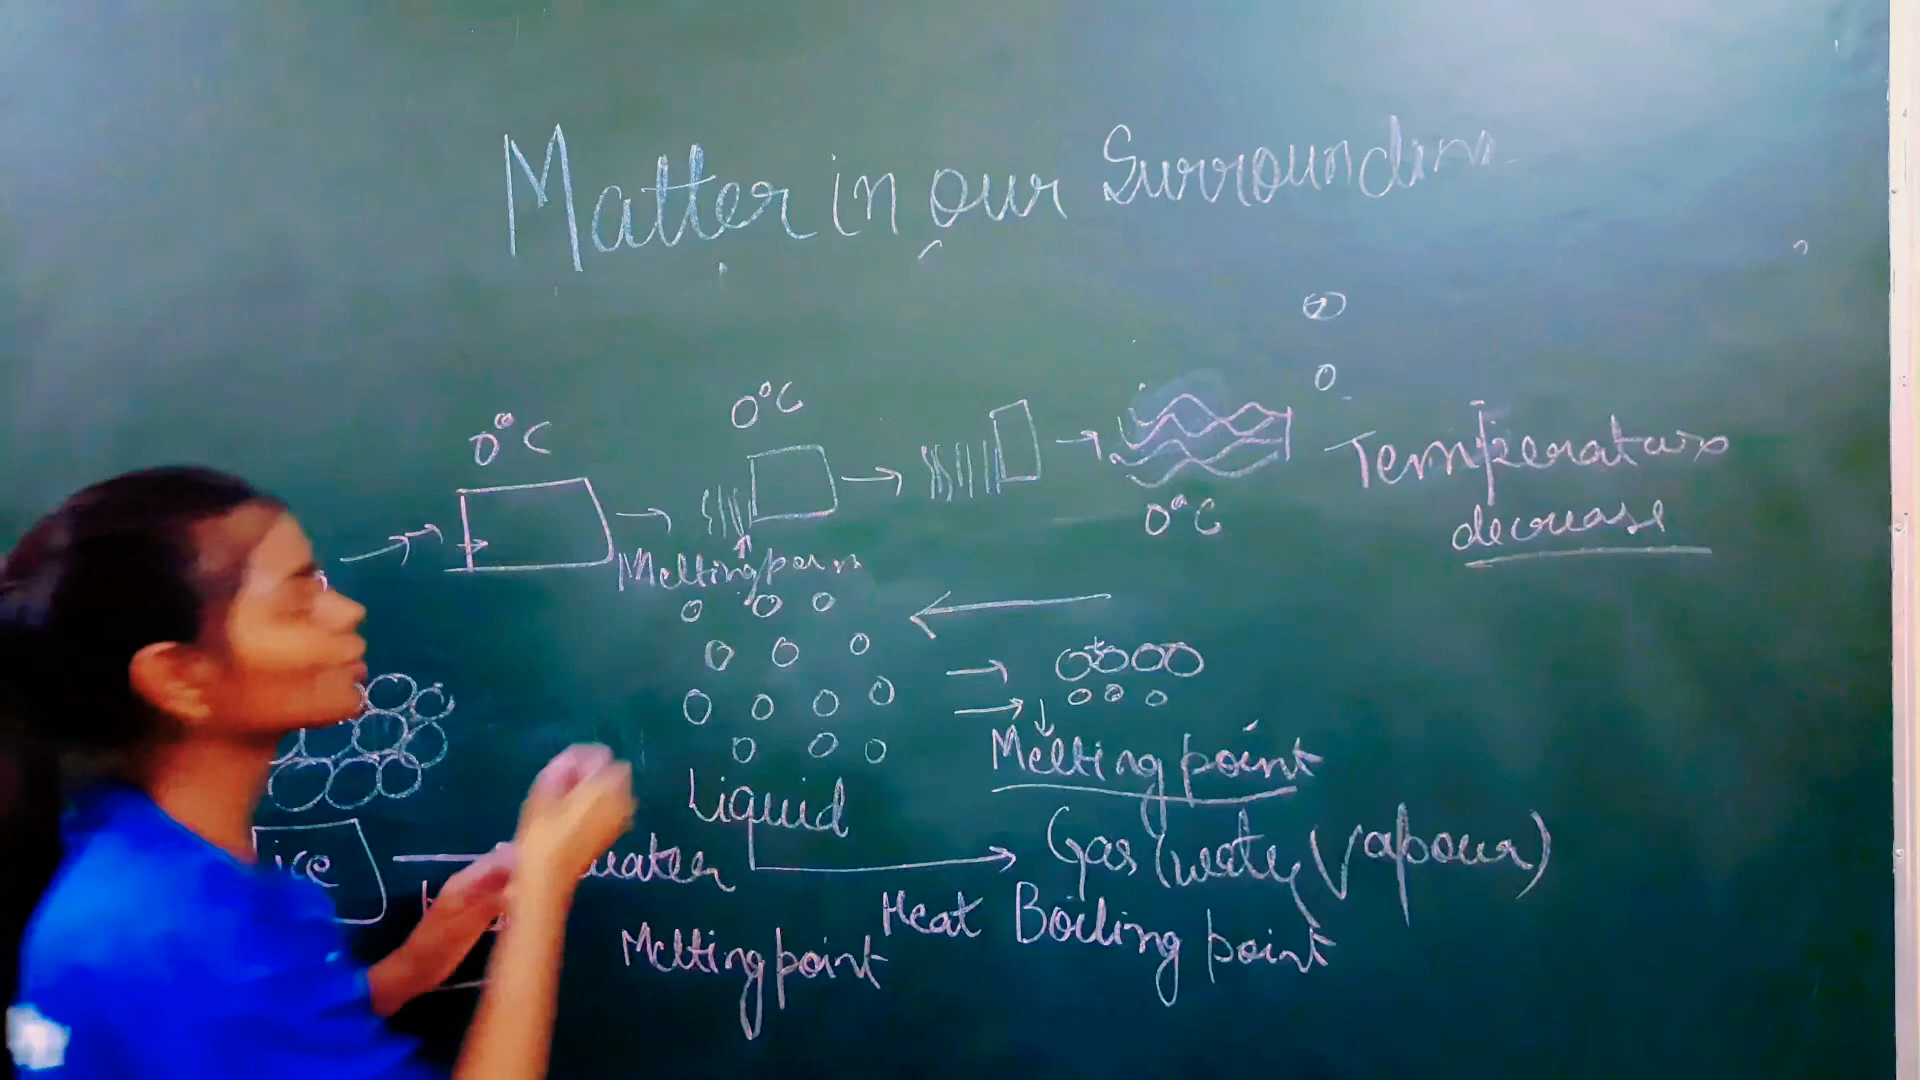 Matter in our Surroundin
0°C
0°C
0°C
Temperature
decrease
Melting poin
Melting point
Liquid
ice
water
Gas (water vapour)
Heat Boiling point
Melting point